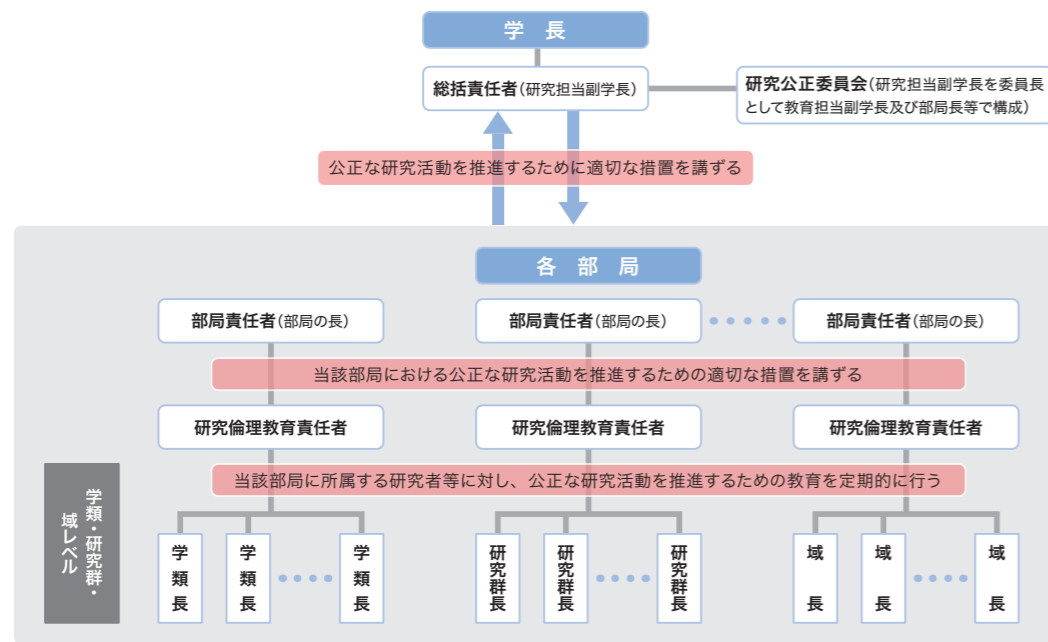 学長
総括責任者(研究担当副学長)
研究公正委員会(研究担当副学長を委員長
として教育担当副学長及び部局長等で構成)
公正な研究活動を推進するために適切な措置を講ずる
各部局
部局責任者(部局の長)
部局責任者(部局の長)
部局責任者(部局の長)
当該部局における公正な研究活動を推進するための適切な措置を講ずる
研究倫理教育責任者
研究倫理教育責任者
研究倫理教育責任者
当該部局に所属する研究者等に対し、公正な研究活動を推進するための教育を定期的に行う
学類・研究群・
域レベル
学類長
学類長
学類長
研究群長
研究群長
研究群長
域長
域長
域長